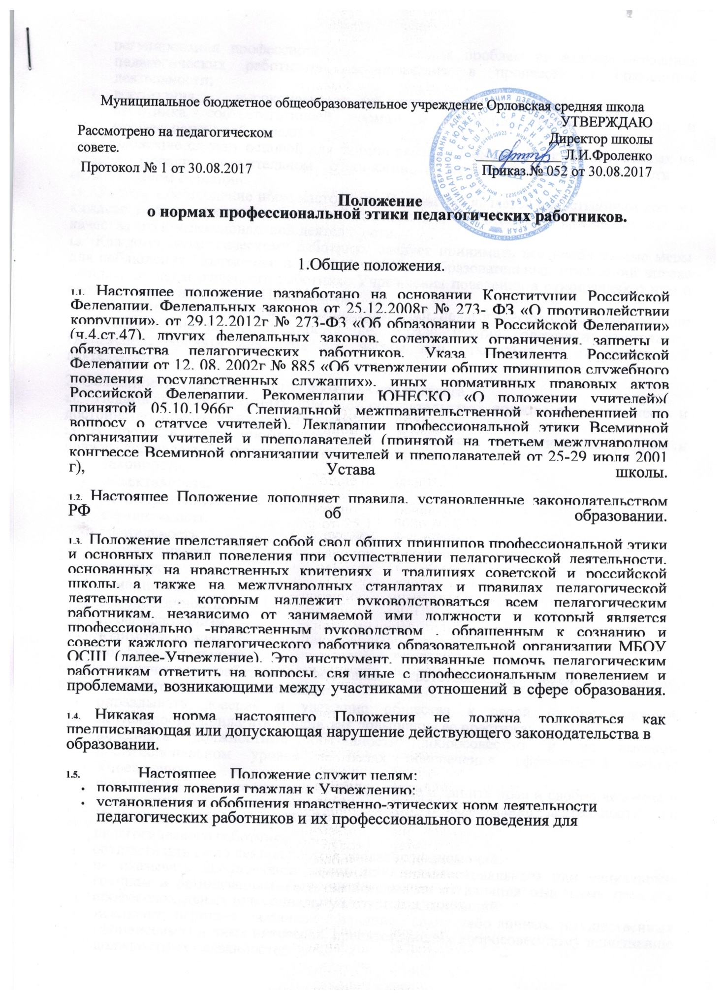 Муниципальное бюджетное общеобразовательное учреждение Орловская средняя школа
УТВЕРЖДАЮ
Рассмотрено на педагогическом
Директор школы
совете.
Л.И.Фроленко
Протокол № 1 от 30.08.2017
Приказ.№ 052 от 30.08.2017
Положение
о нормах профессиональной этики педагогических работников.
1.Общие положения.
1.1. Настоящее положение разработано на основании Конституции Российской
Федерации, Федеральных законов от 25.12.2008г № 273- ФЗ «О противодействии
коррупции», от 29.12.2012г № 273-ФЗ «Об образовании в Российской Федерации»
(ч.4.ст.47), других федеральных законов, содержащих ограничения, запреты и
обязательства педагогических работников, Указа Президента Российской
Федерации от 12. 08. 2002г № 885 «Об утверждении общих принципов служебного
поведения государственных служащих», иных нормативных правовых актов
Российской Федерации, Рекомендации ЮНЕСКО «О положении учителей»(
принятой 05.10.1966г Специальной межправительственной конференцией по
вопросу о статусе учителей), Декларации профессиональной этики Всемирной
организации учителей и преподавателей (принятой на третьем международном
конгрессе Всемирной организации учителей и преподавателей от 25-29 июля 2001
г), Устава школы.
1.2. Настоящее Положение дополняет правила, установленные законодательством
РФ об образовании.
1.3. Положение представляет собой свод общих принципов профессиональной этики
и основных правил поведения при осуществлении педагогической деятельности,
основанных на нравственных критериях и традициях советской и российской
школы, а также на международных стандартах и правилах педагогической
деятельности , которым надлежит руководствоваться всем педагогическим
работникам, независимо от занимаемой ими должности и который является
профессионально -нравственным руководством , обращенным к сознанию и
совести каждого педагогического работника образовательной организации МБОУ
ОСШ (далее-Учреждение). Это инструмент, призванные помочь педагогическим
работникам ответить на вопросы, свя иные с профессиональным поведением и
проблемами, возникающими между участниками отношений в сфере образования.
1.4. Никакая норма настоящего Положения не должна толковаться как
предписывающая или допускающая нарушение действующего законодательства в
образовании.
1.5. Настоящее Положение служит целям:
• повышения доверия граждан к Учреждению;
• установления и обобщения нравственно-этических норм деятельности
педагогических работников и их профессионального поведения для